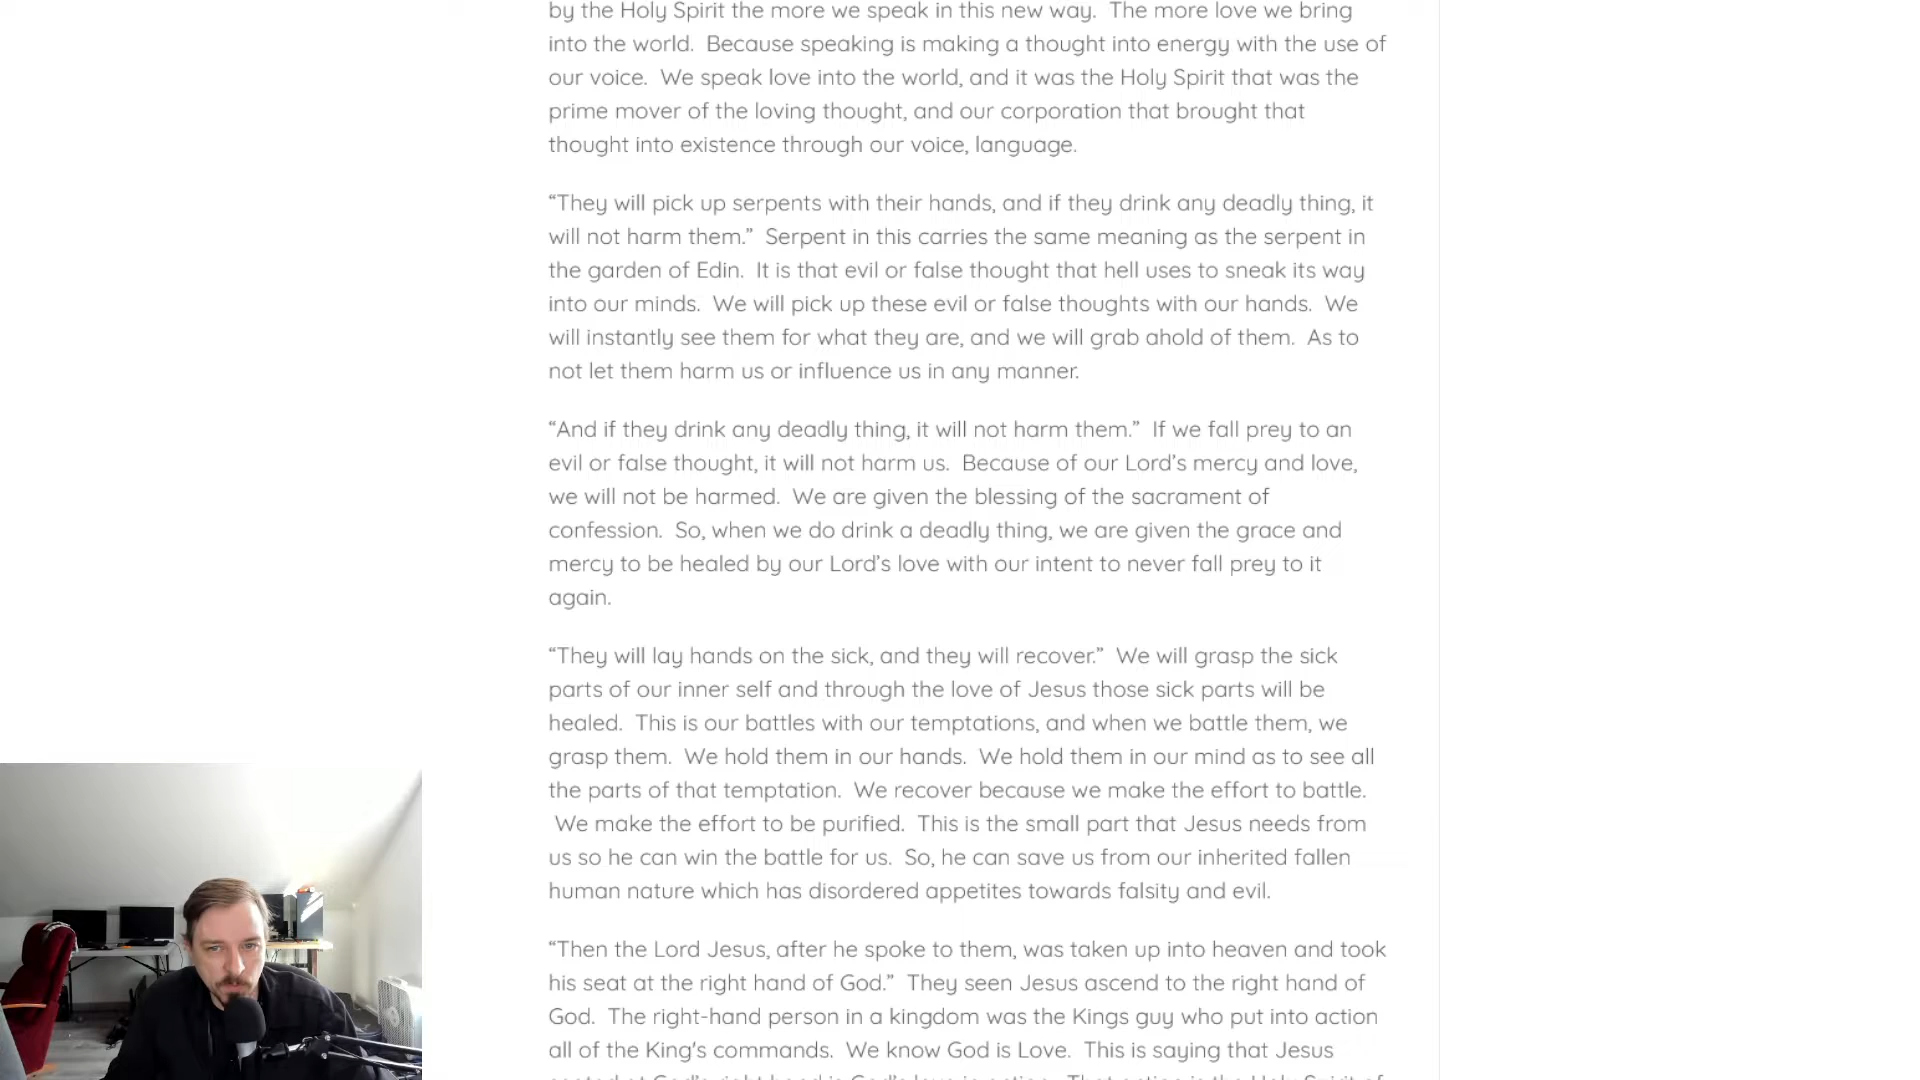 by the Holy Spirit the more we speak in this new way.  The more love we bring
into the world.  Because speaking is making a thought into energy with the use of
our voice.  We speak love into the world, and it was the Holy Spirit that was the
prime mover of the loving thought, and our corporation that brought that
thought into existence through our voice, language.
“They will pick up serpents with their hands, and if they drink any deadly thing, it
will not harm them.”  Serpent in this carries the same meaning as the serpent in
the garden of Edin.  It is that evil or false thought that hell uses to sneak its way
into our minds.  We will pick up these evil or false thoughts with our hands.  We
will instantly see them for what they are, and we will grab ahold of them.  As to
not let them harm us or influence us in any manner.
“And if they drink any deadly thing, it will not harm them.”  If we fall prey to an
evil or false thought, it will not harm us.  Because of our Lord’s mercy and love,
we will not be harmed.  We are given the blessing of the sacrament of
confession.  So, when we do drink a deadly thing, we are given the grace and
mercy to be healed by our Lord’s love with our intent to never fall prey to it
again.
“They will lay hands on the sick, and they will recover.”  We will grasp the sick
parts of our inner self and through the love of Jesus those sick parts will be
healed.  This is our battles with our temptations, and when we battle them, we
grasp them.  We hold them in our hands.  We hold them in our mind as to see all
the parts of that temptation.  We recover because we make the effort to battle.
We make the effort to be purified.  This is the small part that Jesus needs from
us so he can win the battle for us.  So, he can save us from our inherited fallen
human nature which has disordered appetites towards falsity and evil.
“Then the Lord Jesus, after he spoke to them, was taken up into heaven and took
his seat at the right hand of God.”  They seen Jesus ascend to the right hand of
God.  The right-hand person in a kingdom was the Kings guy who put into action
all of the King's commands.  We know God is Love.  This is saying that Jesus